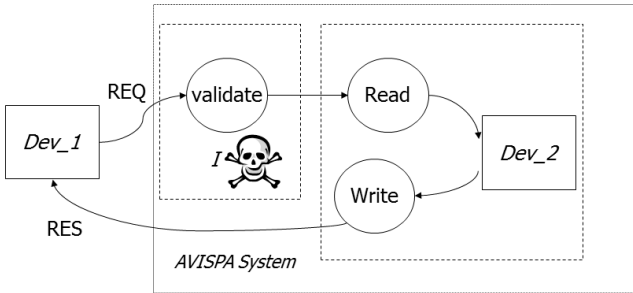 REQ
validate
Read
Dev_1
Dev_2
I
Write
RES
AVISPA System